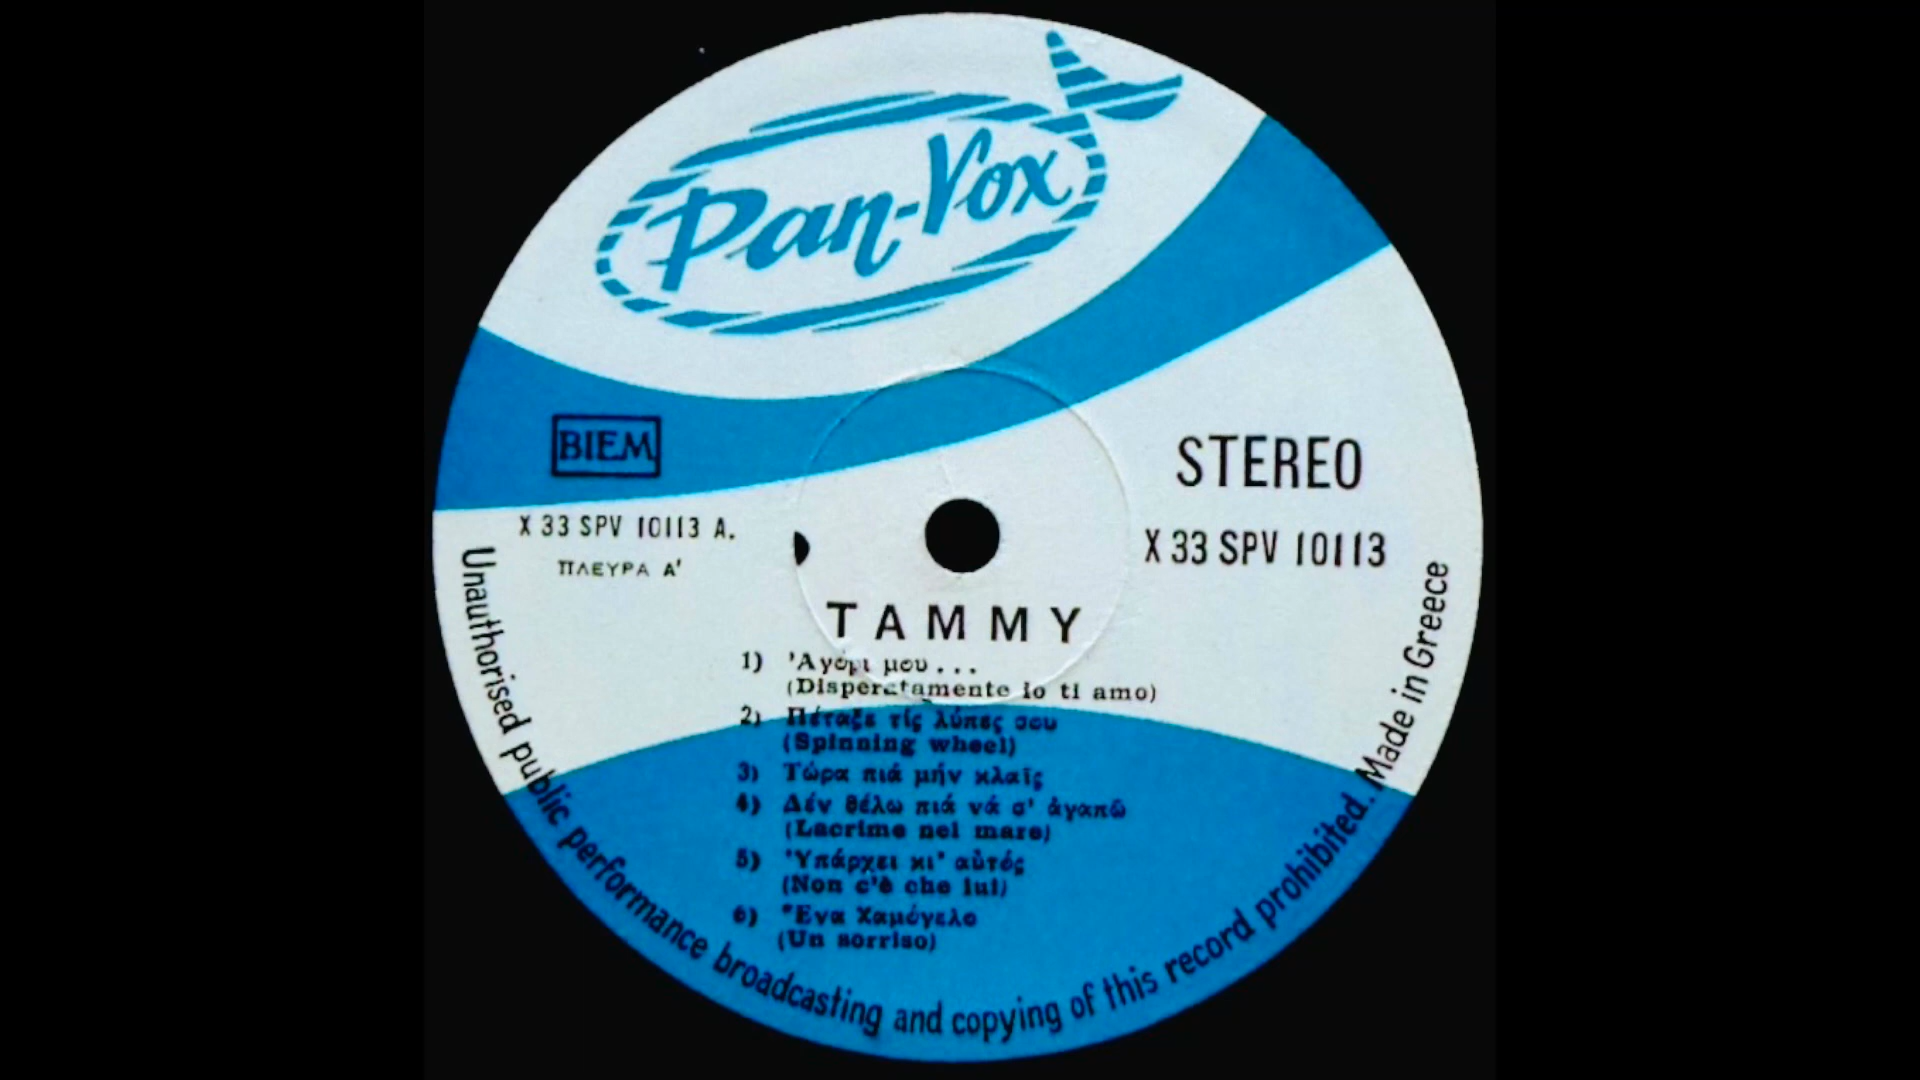 Pan-Vox
BIEM
STEREO
X 33 SPV 10113 A.
X 33 SPV 10113
ΠΛΕΥΡΑ Α'
TAMMY
1) 'Αγόρι μου...
(Disperatamente io ti amo)
2) Πέταξε τίς λύπες σου
(Spinning wheel)
3) Τώρα πιά μήν κλαῖς
4) Δέν θέλω πιά νά σ' ἀγαπῶ
(Lacrime nel mare)
5) 'Υπάρχει κι' αὐτός
(Non c'è che lui)
6) "Ενα Χαμόγελο
(Un sorriso)
Unauthorised public performance broadcasting and copying of this record prohibited. Made in Greece